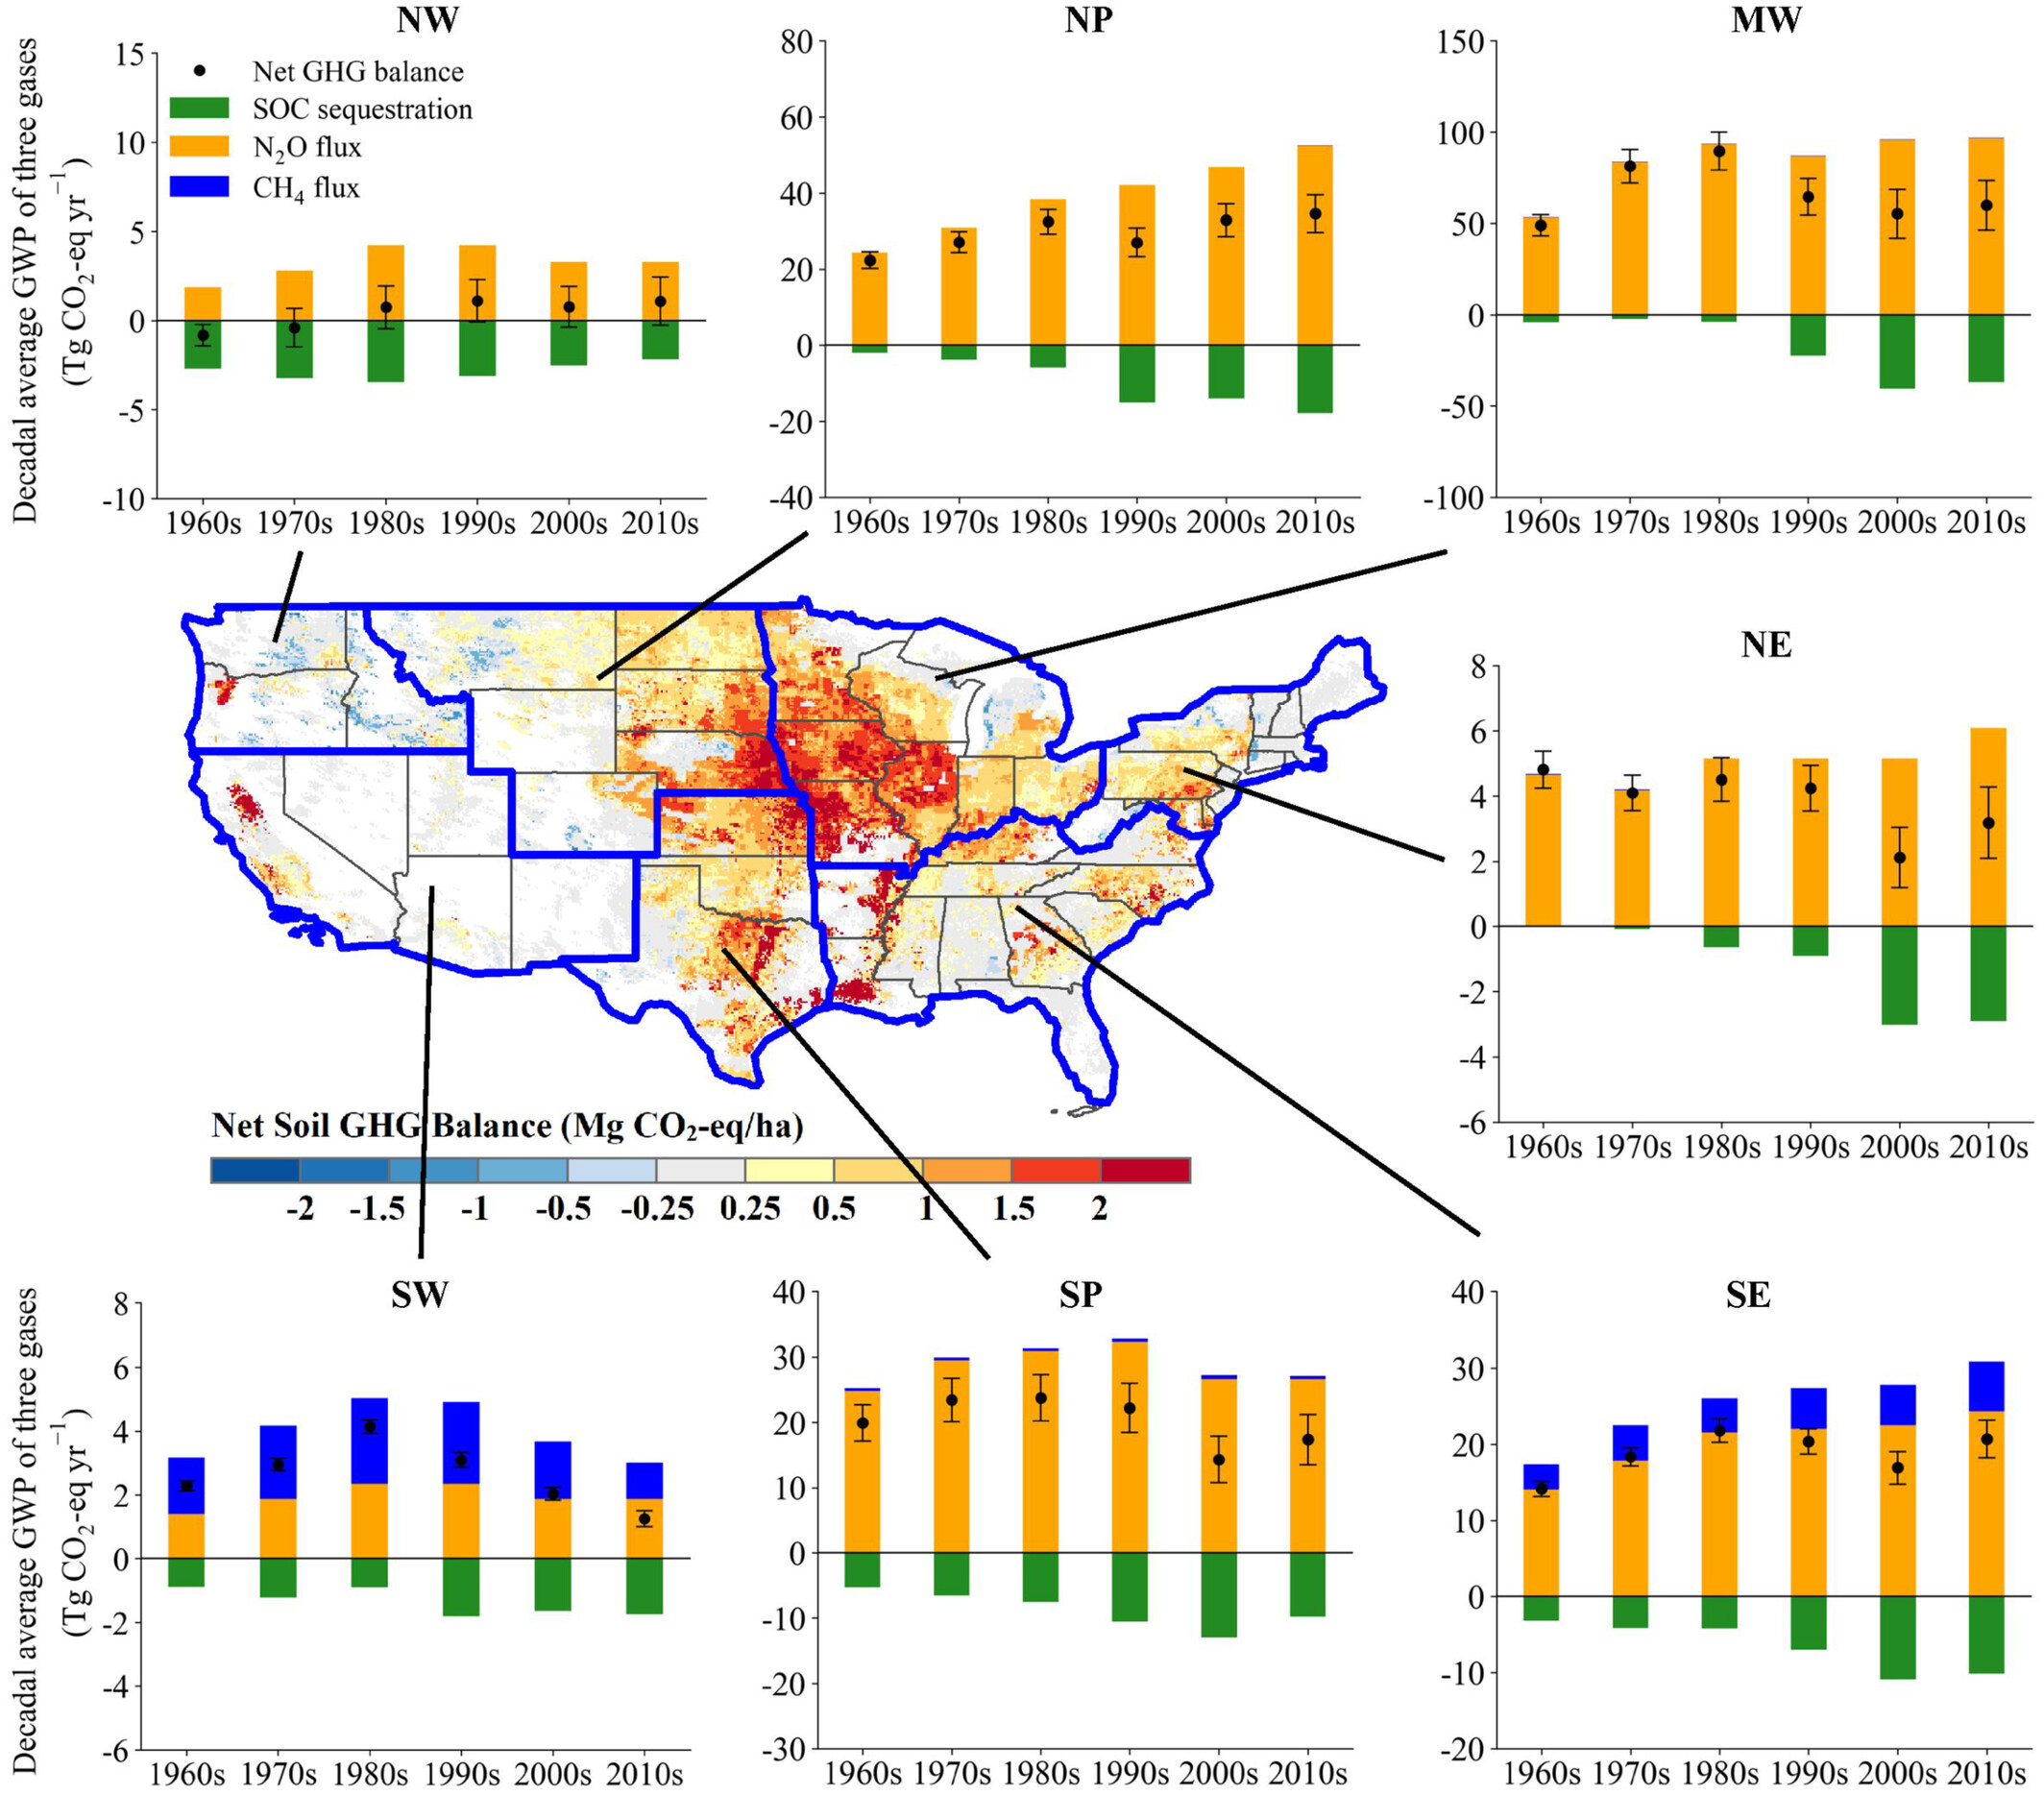 NW
Decadal average GWP of three gases
(Tg CO₂-eq yr⁻¹)
15
10
5
0
-5
-10
Net GHG balance
SOC sequestration
N₂O flux
CH₄ flux
1960s 1970s 1980s 1990s 2000s 2010s
NP
80
60
40
20
0
-20
-40
1960s 1970s 1980s 1990s 2000s 2010s
MW
150
100
50
0
-50
-100
1960s 1970s 1980s 1990s 2000s 2010s
NE
8
6
4
2
0
-2
-4
-6
1960s 1970s 1980s 1990s 2000s 2010s
Net Soil GHG Balance (Mg CO₂-eq/ha)
-2 -1.5 -1 -0.5 -0.25 0.25 0.5 1 1.5 2
SW
Decadal average GWP of three gases
(Tg CO₂-eq yr⁻¹)
8
6
4
2
0
-2
-4
-6
1960s 1970s 1980s 1990s 2000s 2010s
SP
40
30
20
10
0
-10
-20
-30
1960s 1970s 1980s 1990s 2000s 2010s
SE
40
30
20
10
0
-10
-20
1960s 1970s 1980s 1990s 2000s 2010s